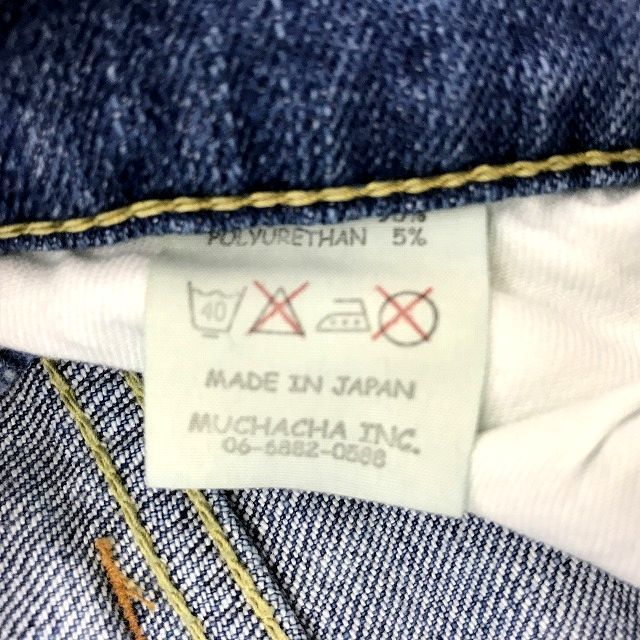 POLYURETHAN 5%
40
MADE IN JAPAN
MUCHACHA INC.
06-6882-0588